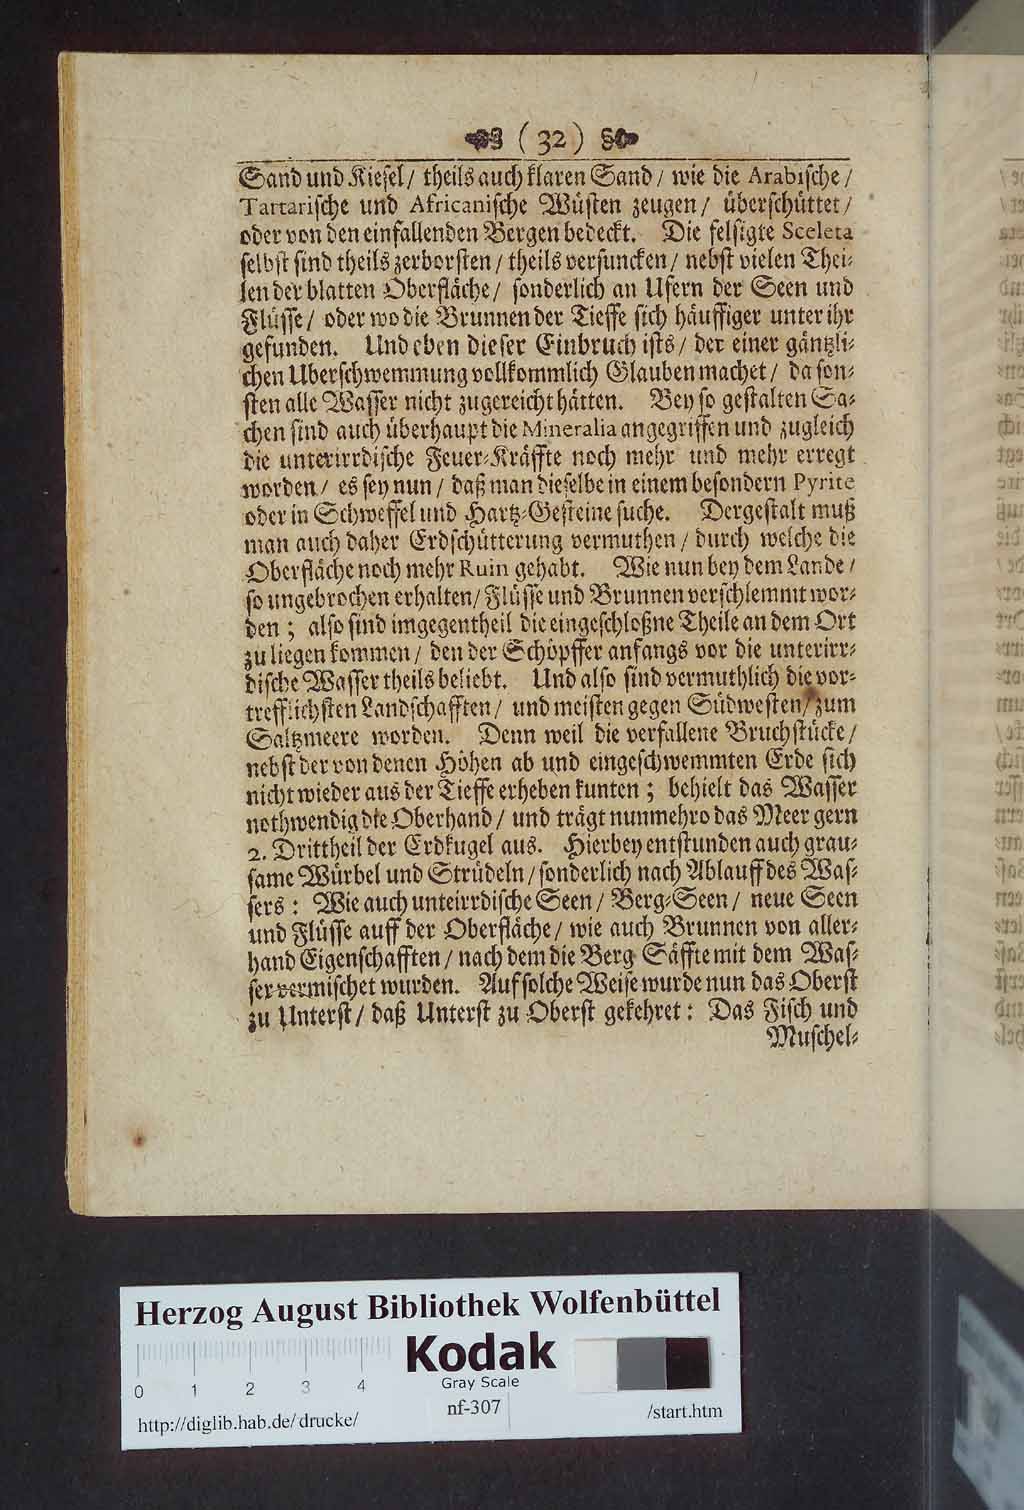 ( 32 )
Sand und Kiesel / theils auch klaren Sand / wie die Arabische /
Tartarische und Africanische Wüsten zeugen / überschüttet /
oder von den einfallenden Bergen bedeckt. Die felsigte Sceleta
selbst sind theils zerborsten / theils versuncken / nebst vielen Thei-
len der blatten Oberfläche / sonderlich an Ufern der Seen und
Flüsse / oder wo die Brunnen der Tieffe sich häuffiger unter ihr
gefunden. Und eben dieser Einbruch ists / der einer gäntzli-
chen Uberschwemmung vollkommlich Glauben machet / da son-
sten alle Wasser nicht zugereicht hätten. Bey so gestalten Sa-
chen sind auch überhaupt die Mineralia angegriffen und zugleich
die unterirrdische Feuer-Kräffte noch mehr und mehr erregt
worden / es sey nun / daß man dieselbe in einem besondern Pyrite
oder in Schweffel und Hartz-Gesteine suche. Dergestalt muß
man auch daher Erdschütterung vermuthen / durch welche die
Oberfläche noch mehr Ruin gehabt. Wie nun bey dem Lande /
so ungebrochen erhalten / Flüsse und Brunnen verschlemmt wor-
den ; also sind imgegentheil die eingeschloßne Theile an dem Ort
zu liegen kommen / den der Schöpffer anfangs vor die unterirr-
dische Wasser theils beliebt. Und also sind vermuthlich die vor-
trefflichsten Landschafften / und meisten gegen Südwesten / zum
Saltzmeere worden. Denn weil die verfallene Bruchstücke /
nebst der von denen Höhen ab und eingeschwemmten Erde sich
nicht wieder aus der Tieffe erheben kunten ; behielt das Wasser
nothwendig die Oberhand / und trägt nunmehro das Meer gern
2. Drittheil der Erdkugel aus. Hierbey entstunden auch grau-
same Würbel und Strüdeln / sonderlich nach Ablauff des Was-
sers : Wie auch unteirrdische Seen / Berg-Seen / neue Seen
und Flüsse auff der Oberfläche / wie auch Brunnen von aller-
hand Eigenschafften / nach dem die Berg Säffte mit dem Was-
ser vermischet wurden. Auf solche Weise wurde nun das Oberst
zu Unterst / daß Unterst zu Oberst gekehret : Das Fisch und
Muschel-
Herzog August Bibliothek Wolfenbüttel
Kodak
Gray Scale
0 1 2 3 4
nf-307
http://diglib.hab.de/drucke/
/start.htm